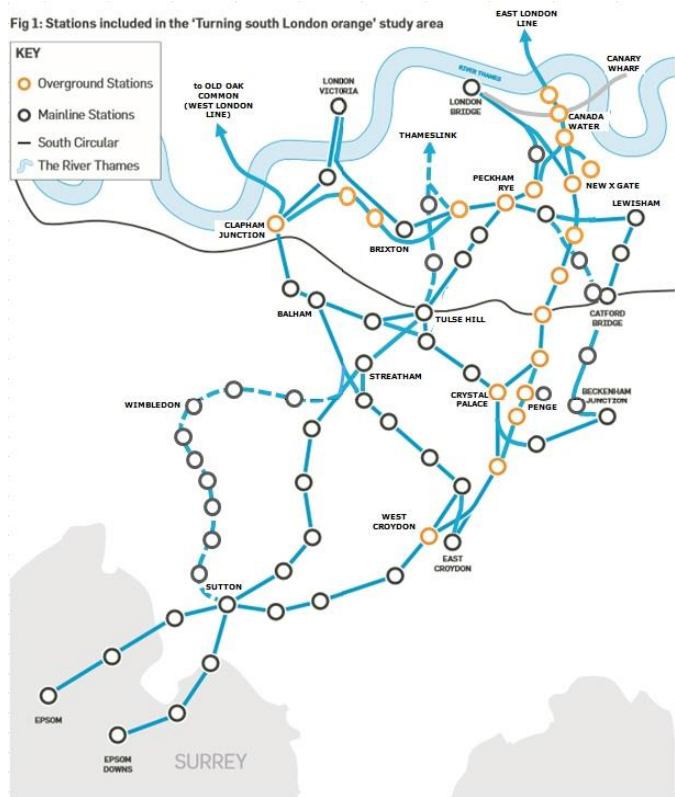 Fig 1: Stations included in the ‘Turning south London orange’ study area
EAST LONDON
LINE
KEY
Overground Stations
Mainline Stations
South Circular
The River Thames
to OLD OAK
COMMON
(WEST LONDON
LINE)
LONDON
VICTORIA
RIVER THAMES
LONDON
BRIDGE
CANARY
WHARF
CANADA
WATER
THAMESLINK
PECKHAM
RYE
NEW X GATE
LEWISHAM
CLAPHAM
JUNCTION
BRIXTON
BALHAM
TULSE HILL
CATFORD
BRIDGE
STREATHAM
WIMBLEDON
CRYSTAL
PALACE
PENGE
BECKENHAM
JUNCTION
WEST
CROYDON
EAST
CROYDON
SUTTON
EPSOM
EPSOM
DOWNS
SURREY